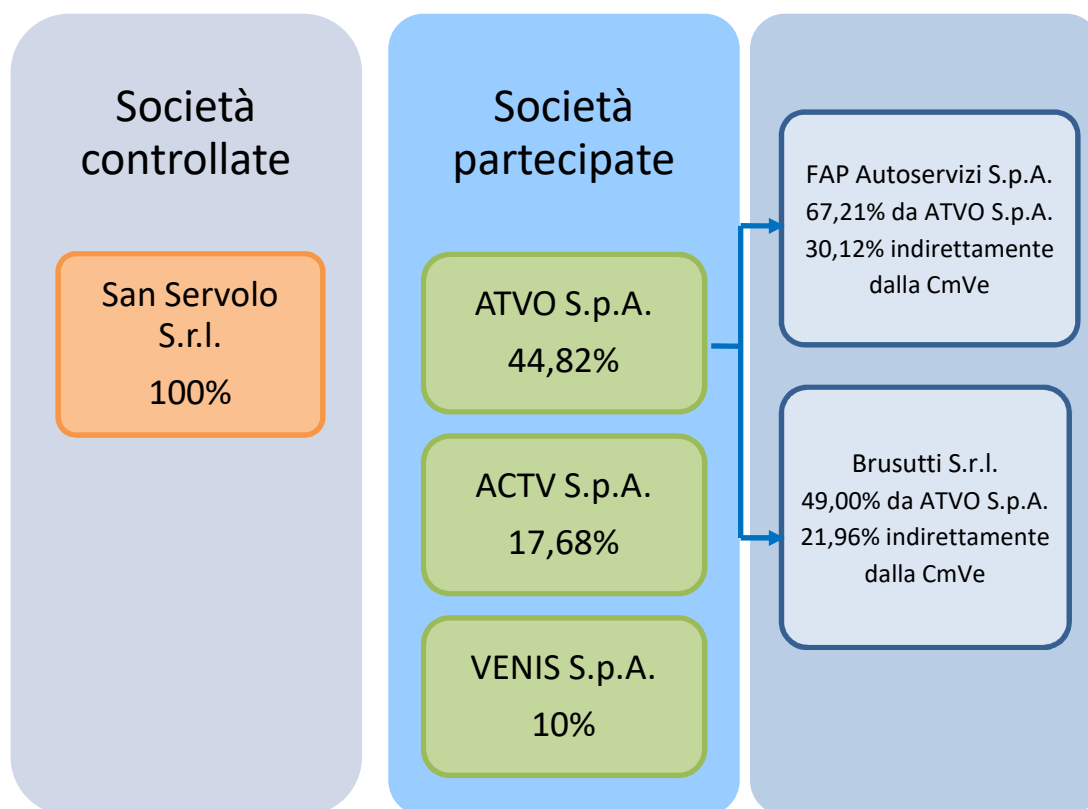 Società
controllate
San Servolo
S.r.l.
100%
Società
partecipate
ATVO S.p.A.
44,82%
ACTV S.p.A.
17,68%
VENIS S.p.A.
10%
FAP Autoservizi S.p.A.
67,21% da ATVO S.p.A.
30,12% indirettamente
dalla CmVe
Brusutti S.r.l.
49,00% da ATVO S.p.A.
21,96% indirettamente
dalla CmVe